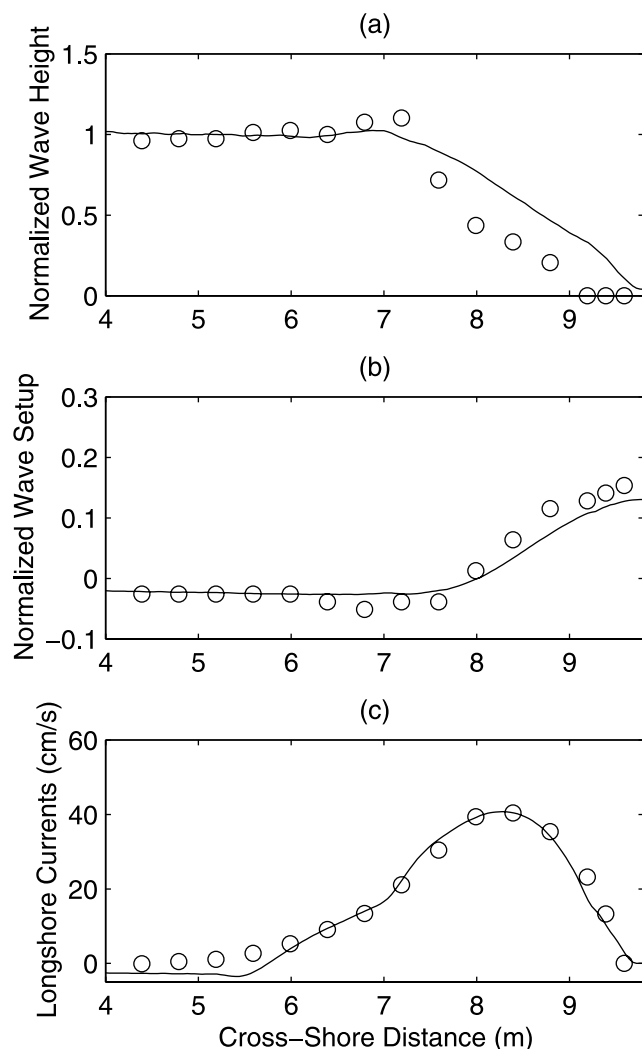 (a)
Normalized Wave Height
1.5
1
0.5
0
4 5 6 7 8 9
(b)
Normalized Wave Setup
0.3
0.2
0.1
0
−0.1
4 5 6 7 8 9
(c)
Longshore Currents (cm/s)
60
40
20
0
4 5 6 7 8 9
Cross−Shore Distance (m)